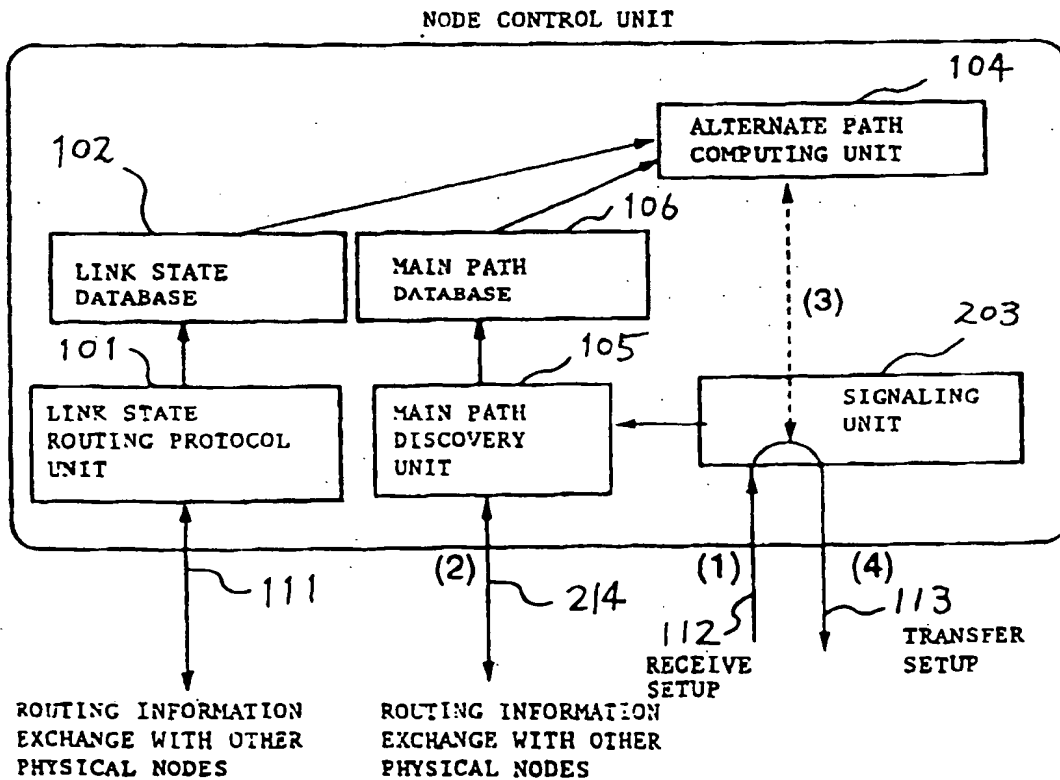 NODE CONTROL UNIT
104
ALTERNATE PATH
COMPUTING UNIT
102
106
LINK STATE
DATABASE
MAIN PATH
DATABASE
(3)
203
101
105
LINK STATE
ROUTING PROTOCOL
UNIT
MAIN PATH
DISCOVERY
UNIT
SIGNALING
UNIT
(2)
(1)
(4)
111
214
112
113
RECEIVE
SETUP
TRANSFER
SETUP
ROUTING INFORMATION
EXCHANGE WITH OTHER
PHYSICAL NODES
ROUTING INFORMATION
EXCHANGE WITH OTHER
PHYSICAL NODES